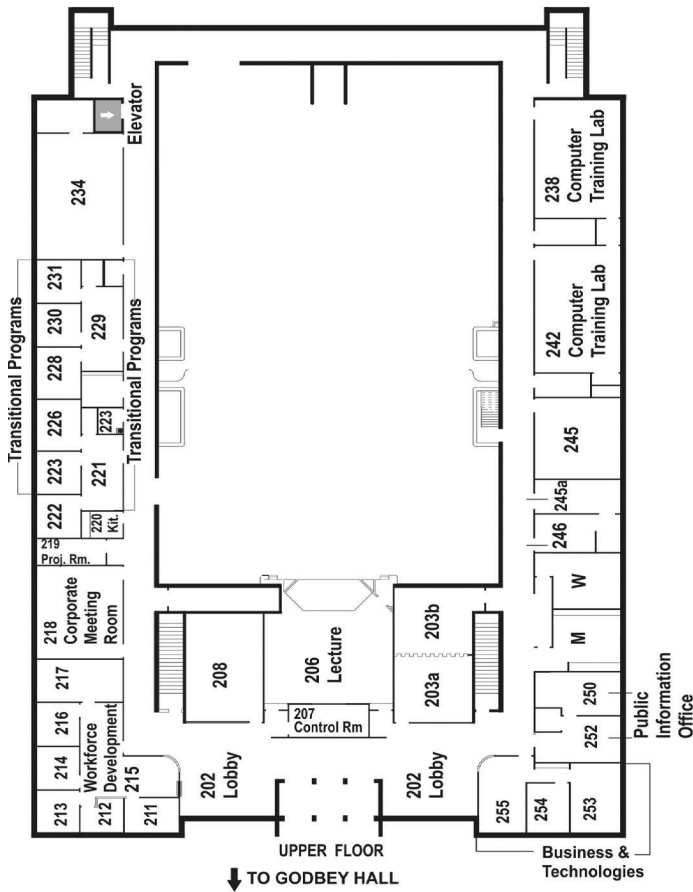 Elevator
234
238
Computer
Training Lab
Transitional Programs
231
230
229
228
Transitional Programs
242
Computer
Training Lab
226
223
223
221
222
220
Kit.
245
245a
246
219
Proj. Rm.
218
Corporate
Meeting
Room
W
M
208
206
Lecture
203b
203a
207
Control Rm
217
216
214
213
212
Workforce
Development
215
211
202
Lobby
202
Lobby
250
252
Public
Information
Office
255
254
253
Business &
Technologies
UPPER FLOOR
TO GODBEY HALL